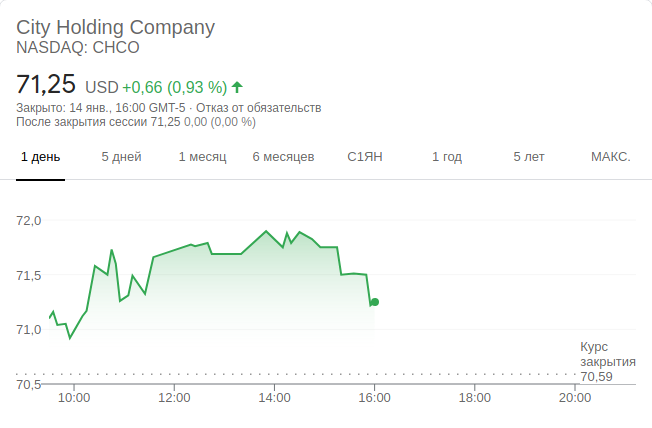 City Holding Company
NASDAQ: CHCO
71,25 USD +0,66 (0,93 %)
Закрыто: 14 янв., 16:00 GMT-5 · Отказ от обязательств
После закрытия сессии 71,25 0,00 (0,00 %)
1 день 5 дней 1 месяц 6 месяцев С1ЯН 1 год 5 лет МАКС.
72,0
71,5
71,0
Курс
закрытия
70,59
70,5
10:00 12:00 14:00 16:00 18:00 20:00